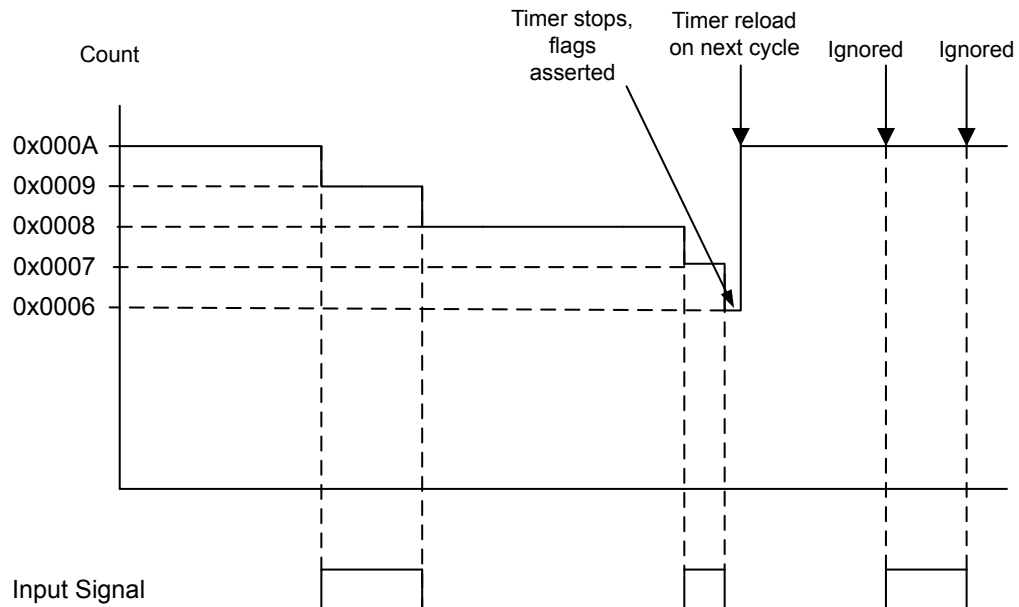 Timer stops,
flags
asserted
Timer reload
on next cycle
Ignored
Ignored
Count
0x000A
0x0009
0x0008
0x0007
0x0006
Input Signal